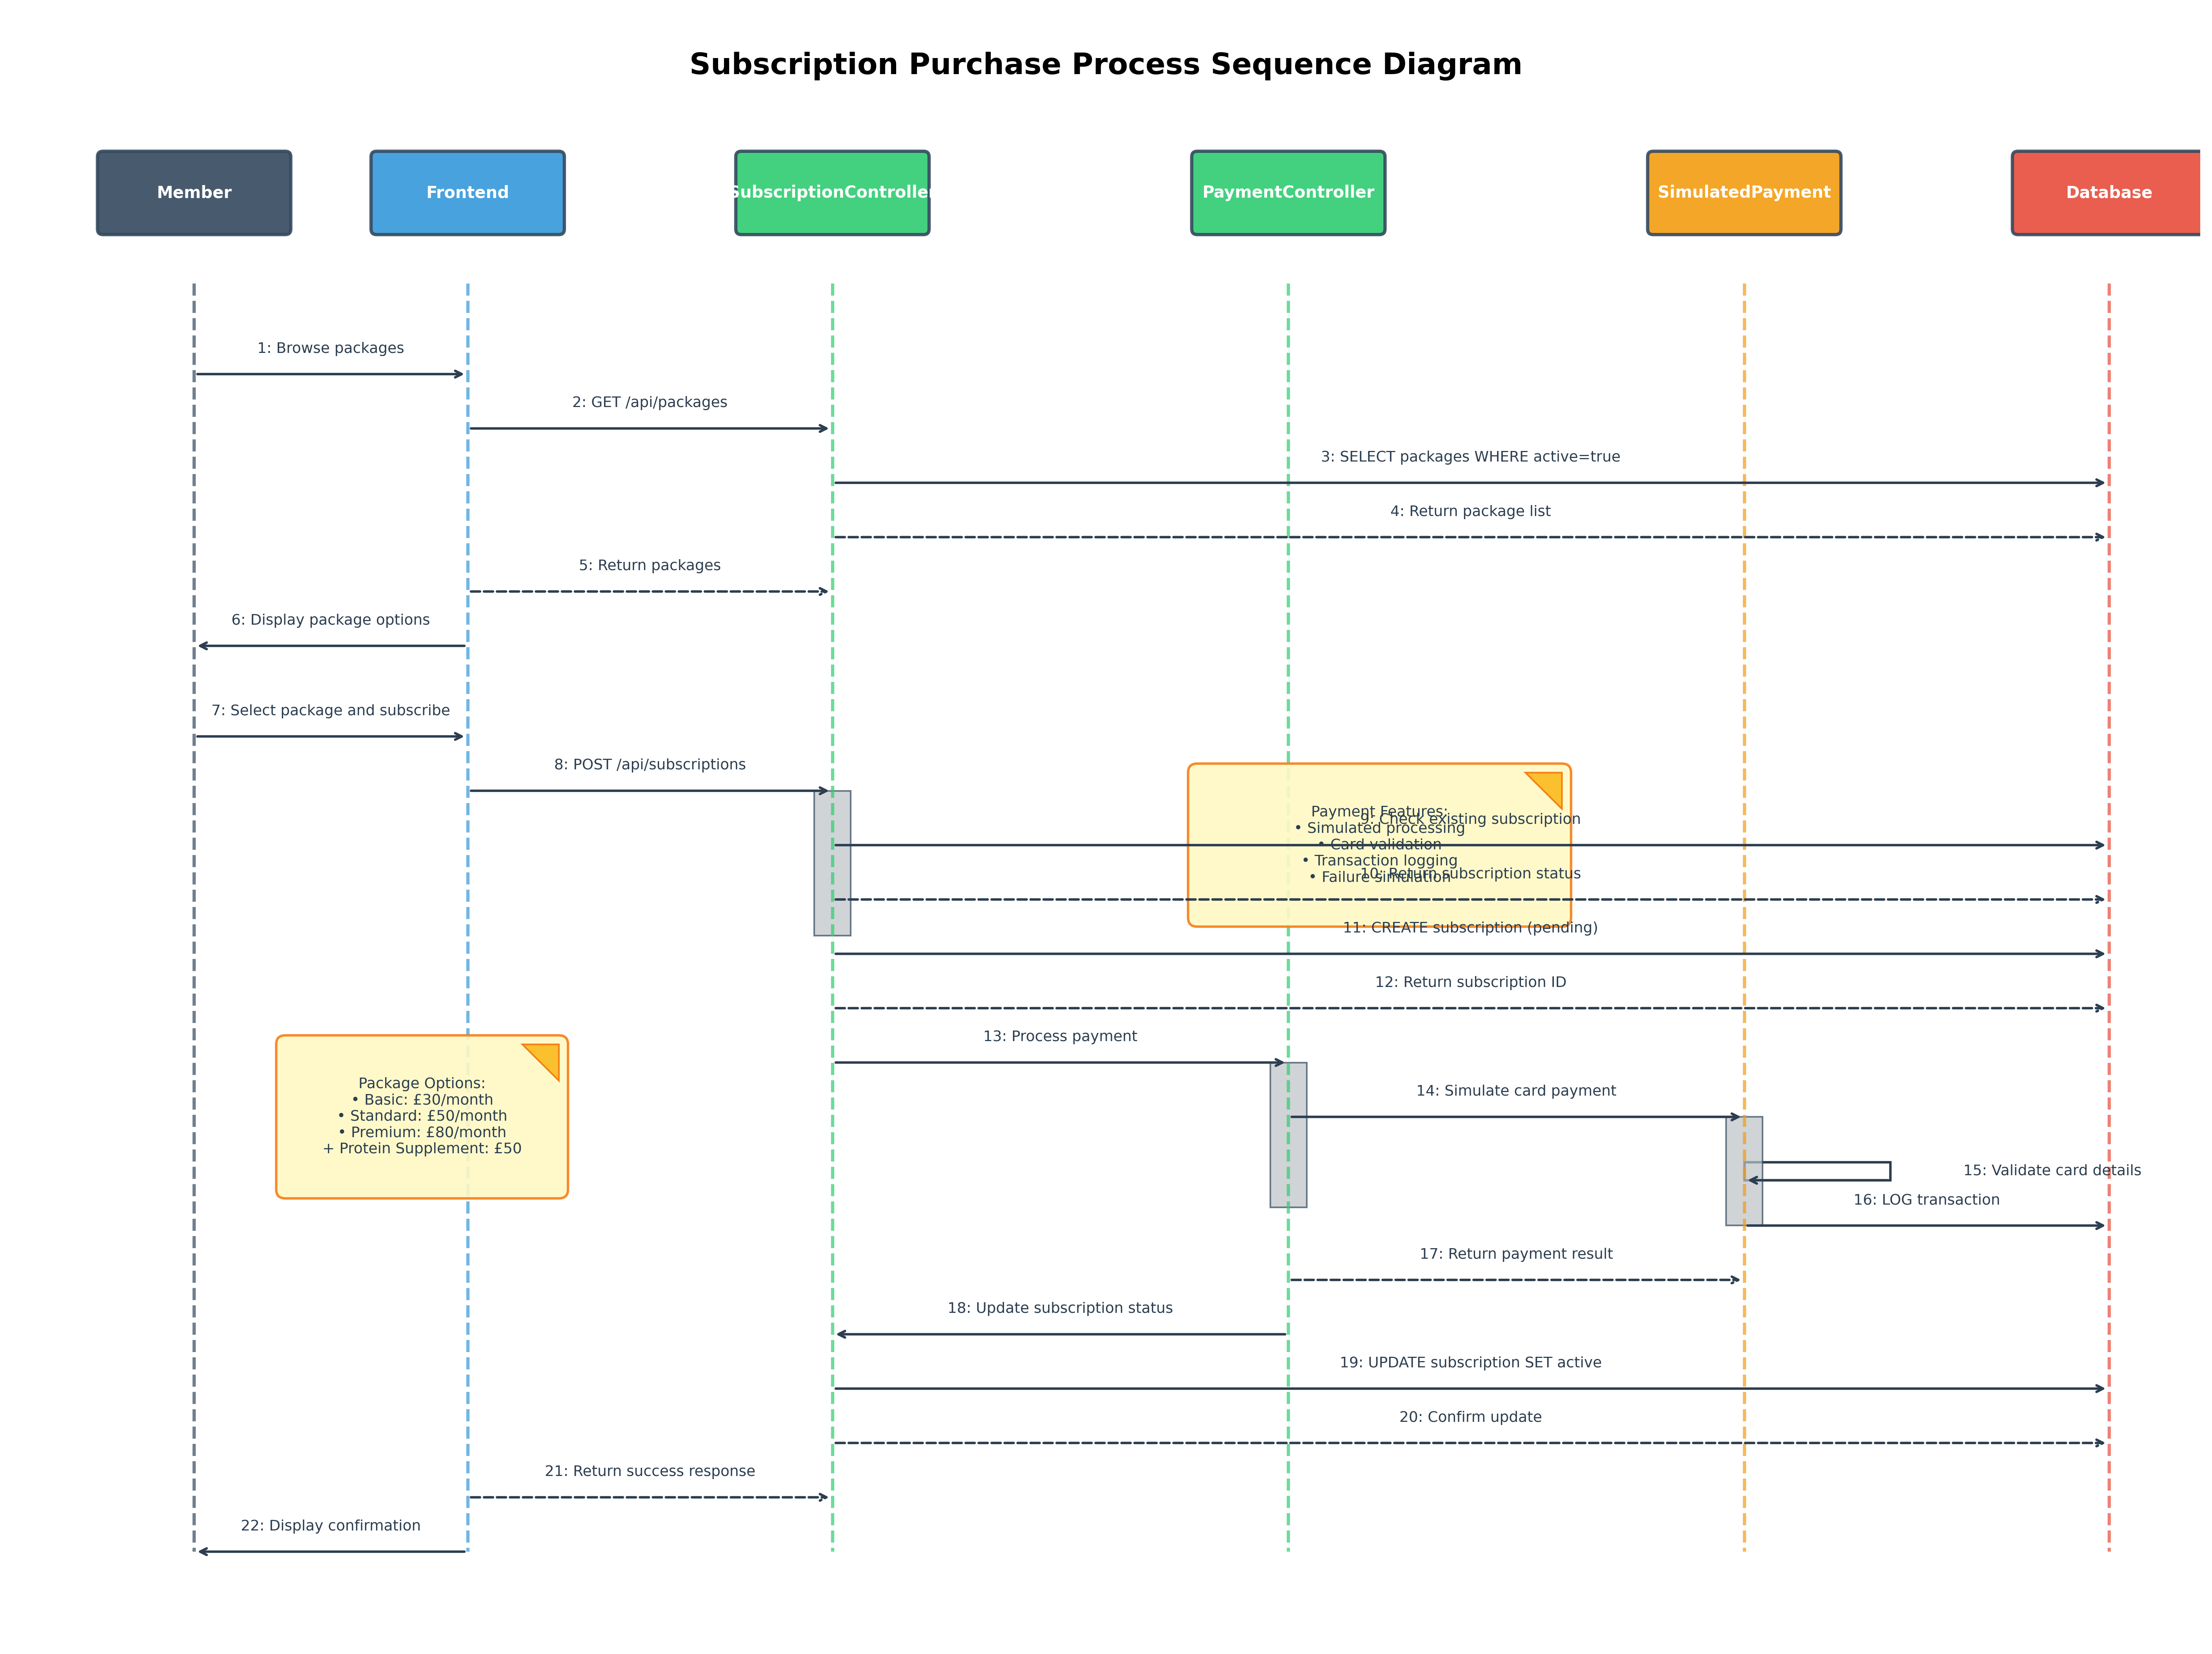 Subscription Purchase Process Sequence Diagram
Member
Frontend
SubscriptionController
PaymentController
SimulatedPayment
Database
1: Browse packages
2: GET /api/packages
3: SELECT packages WHERE active=true
4: Return package list
5: Return packages
6: Display package options
7: Select package and subscribe
8: POST /api/subscriptions
Payment Features:
• Simulated processing
• Card validation
• Transaction logging
• Failure simulation
9: Check existing subscription
10: Return subscription status
11: CREATE subscription (pending)
12: Return subscription ID
13: Process payment
Package Options:
• Basic: £30/month
• Standard: £50/month
• Premium: £80/month
+ Protein Supplement: £50
14: Simulate card payment
15: Validate card details
16: LOG transaction
17: Return payment result
18: Update subscription status
19: UPDATE subscription SET active
20: Confirm update
21: Return success response
22: Display confirmation